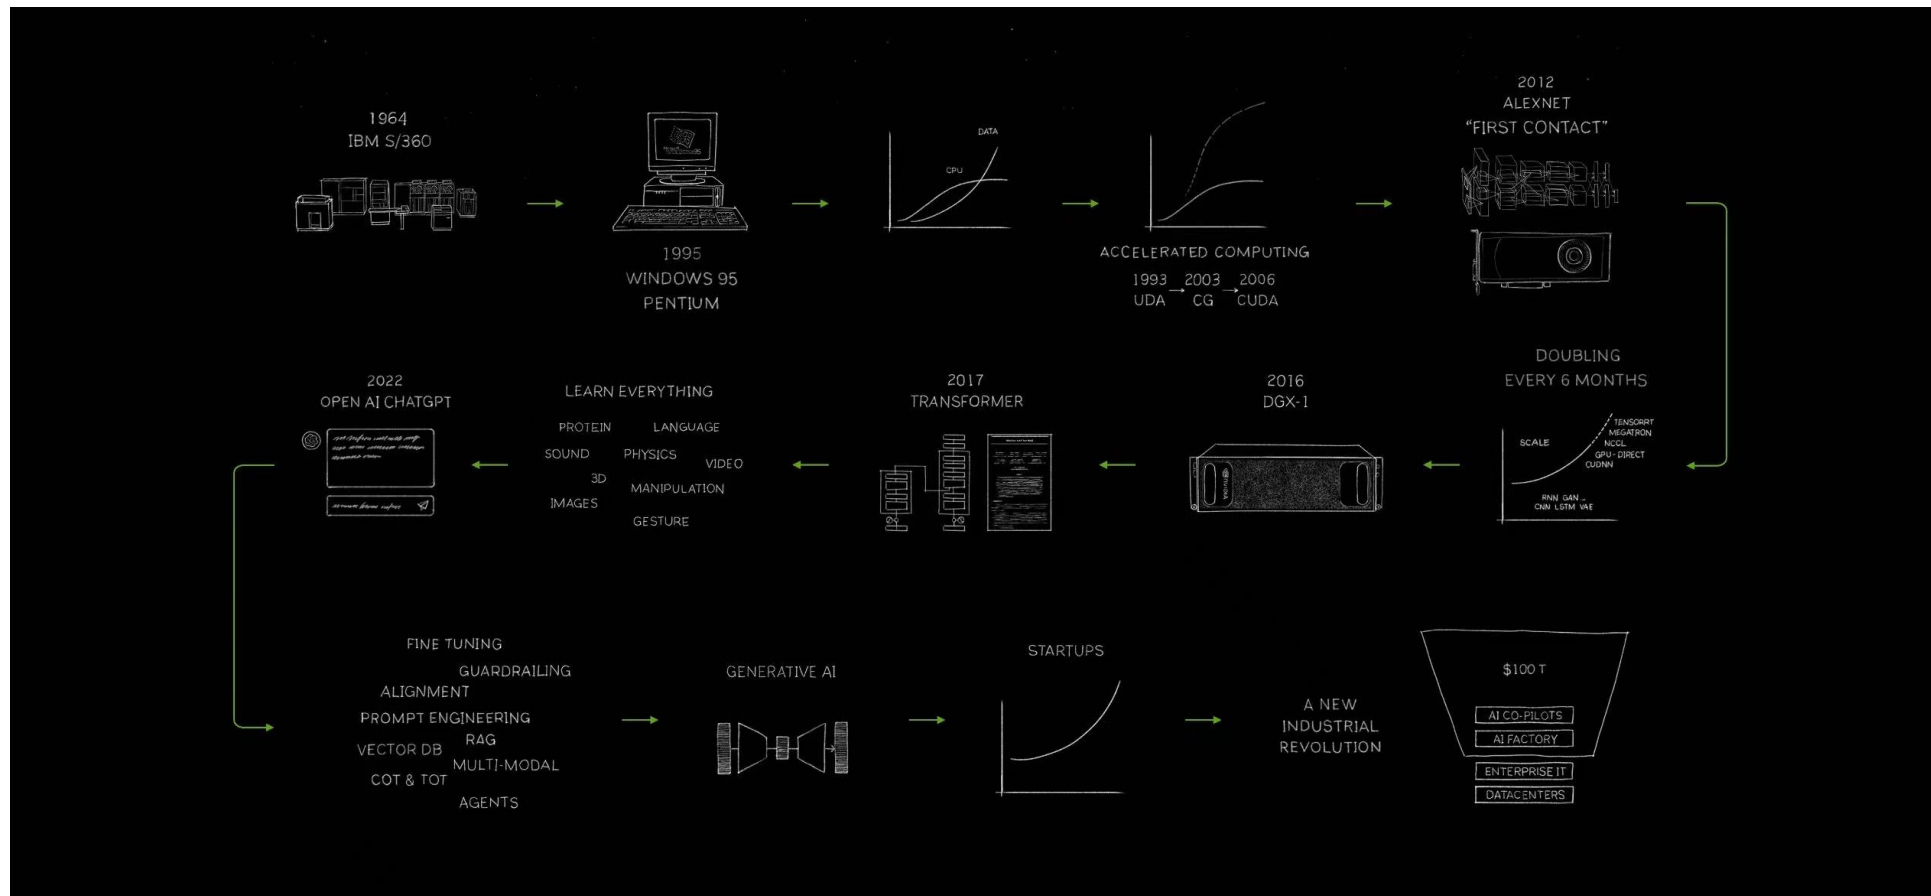 1964
IBM S/360
1995
WINDOWS 95
PENTIUM
DATA
CPU
ACCELERATED COMPUTING
1993 → 2003 → 2006
UDA CG CUDA
2012
ALEXNET
“FIRST CONTACT”
DOUBLING
EVERY 6 MONTHS
SCALE
TENSORRT
MEGATRON
NCCL
GPU-DIRECT
CUDNN
RNN GAN ...
CNN LSTM VAE
2016
DGX-1
NVIDIA
2017
TRANSFORMER
LEARN EVERYTHING
PROTEIN LANGUAGE
SOUND PHYSICS
VIDEO
3D
MANIPULATION
IMAGES
GESTURE
2022
OPEN AI CHATGPT
FINE TUNING
GUARDRAILING
ALIGNMENT
PROMPT ENGINEERING
RAG
VECTOR DB
MULTI-MODAL
COT & TOT
AGENTS
GENERATIVE AI
STARTUPS
A NEW
INDUSTRIAL
REVOLUTION
$100 T
AI CO-PILOTS
AI FACTORY
ENTERPRISE IT
DATACENTERS